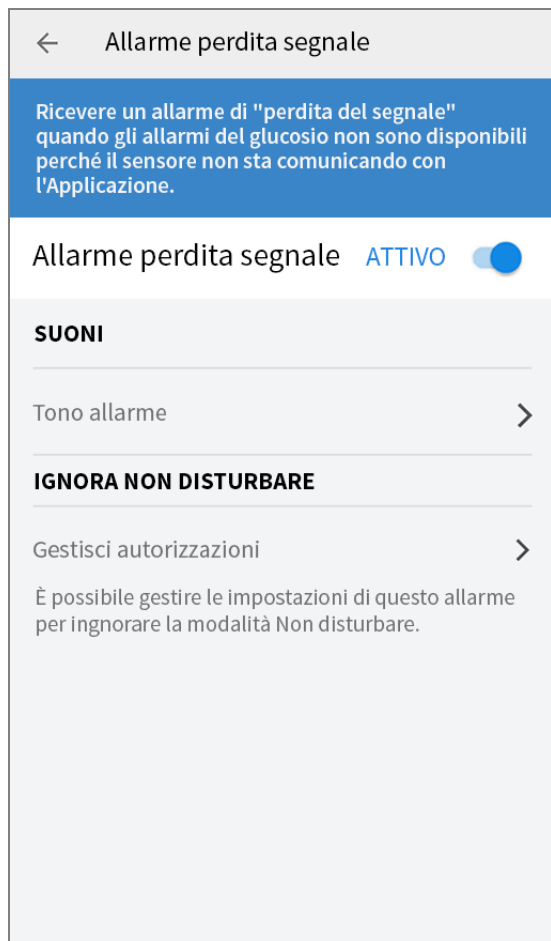 Allarme perdita segnale
Ricevere un allarme di "perdita del segnale"
quando gli allarmi del glucosio non sono disponibili
perché il sensore non sta comunicando con
l'Applicazione.
Allarme perdita segnale ATTIVO
SUONI
Tono allarme
IGNORA NON DISTURBARE
Gestisci autorizzazioni
È possibile gestire le impostazioni di questo allarme
per ingnorare la modalità Non disturbare.